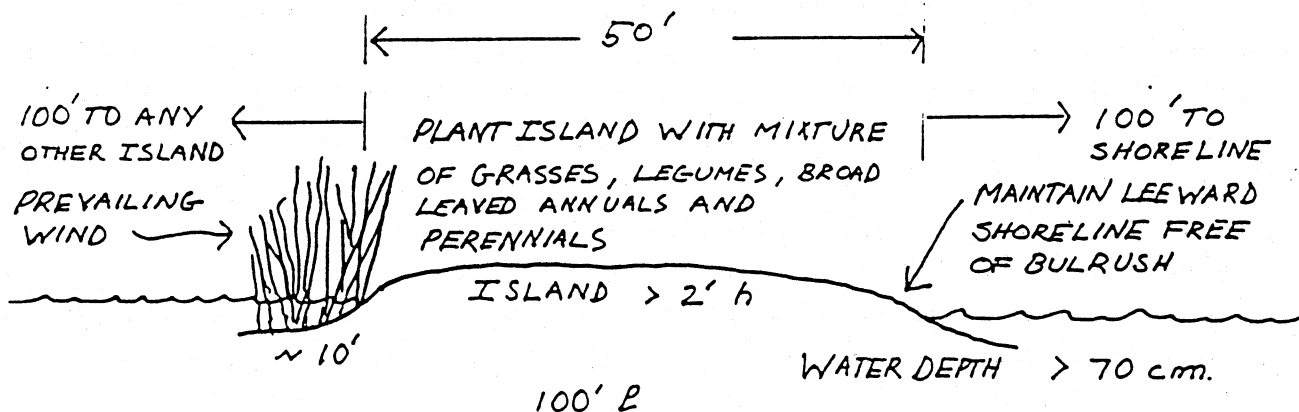 50'
100' TO ANY
OTHER ISLAND
PREVAILING
WIND
PLANT ISLAND WITH MIXTURE
OF GRASSES, LEGUMES, BROAD
LEAVED ANNUALS AND
PERENNIALS
100' TO
SHORELINE
MAINTAIN LEEWARD
SHORELINE FREE
OF BULRUSH
ISLAND > 2' h
~ 10'
WATER DEPTH > 70 cm.
100' l